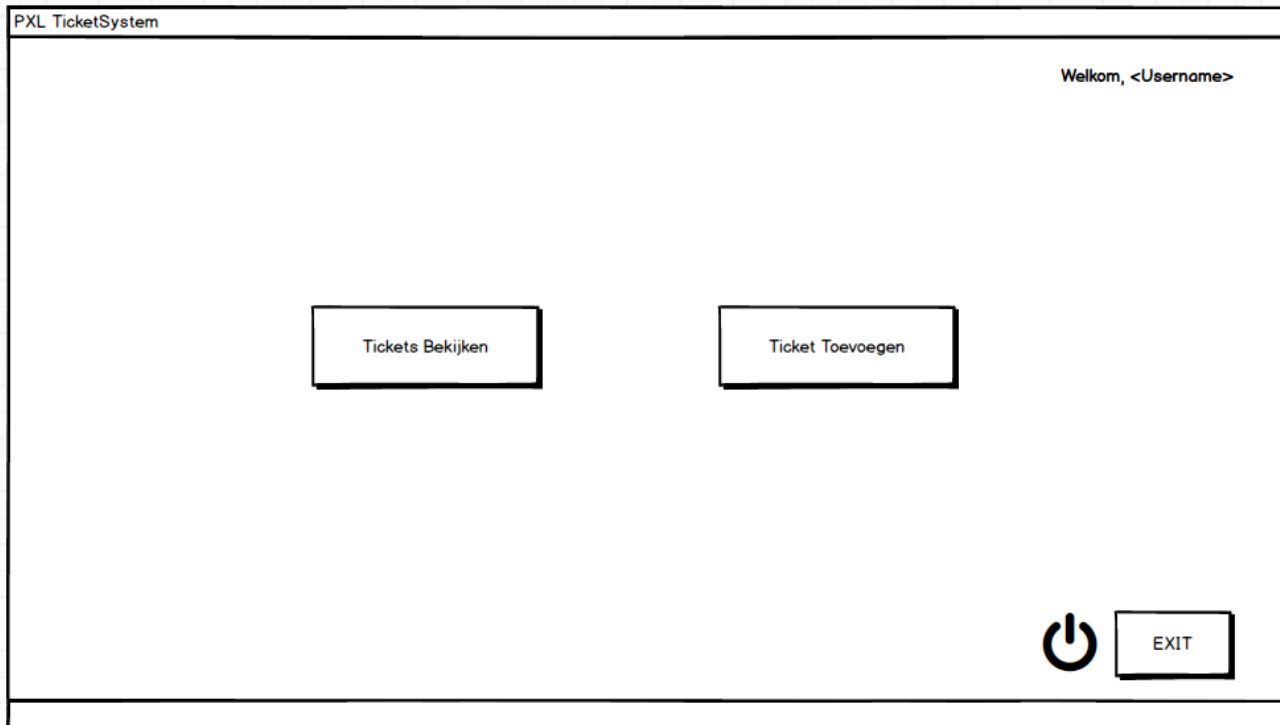 PXL TicketSystem
Welkom, <Username>
Tickets Bekijken
Ticket Toevoegen
EXIT